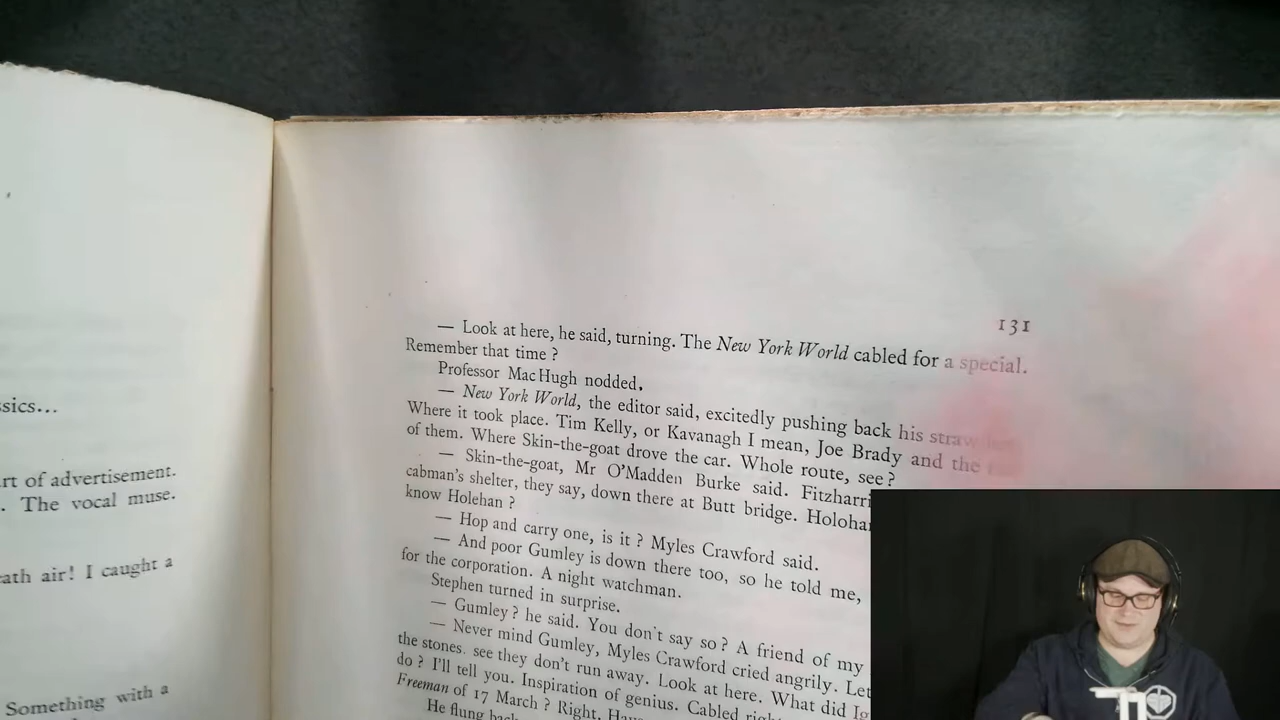 ssics...
rt of advertisement.
. The vocal muse.
ath air! I caught a
Something with a
131
— Look at here, he said, turning. The New York World cabled for a special.
Remember that time ?
Professor MacHugh nodded.
— New York World, the editor said, excitedly pushing back his straw
Where it took place. Tim Kelly, or Kavanagh I mean, Joe Brady and the
of them. Where Skin-the-goat drove the car. Whole route, see ?
— Skin-the-goat, Mr O'Madden Burke said. Fitzharri
cabman's shelter, they say, down there at Butt bridge. Holohan
know Holehan ?
— Hop and carry one, is it ? Myles Crawford said.
— And poor Gumley is down there too, so he told me,
for the corporation. A night watchman.
Stephen turned in surprise.
— Gumley ? he said. You don't say so ? A friend of my
— Never mind Gumley, Myles Crawford cried angrily. Let
the stones. see they don't run away. Look at here. What did Ig
do ? I'll tell you. Inspiration of genius. Cabled right
Freeman of 17 March ? Right. Have
He flung back